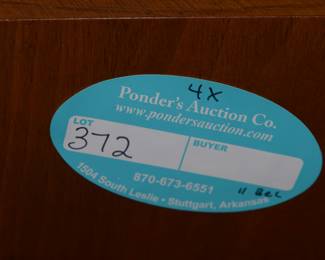 4X
Ponder's Auction Co.
www.pondersauction.com
LOT
372
BUYER
870-673-6551
1504 South Leslie • Stuttgart, Arkansas